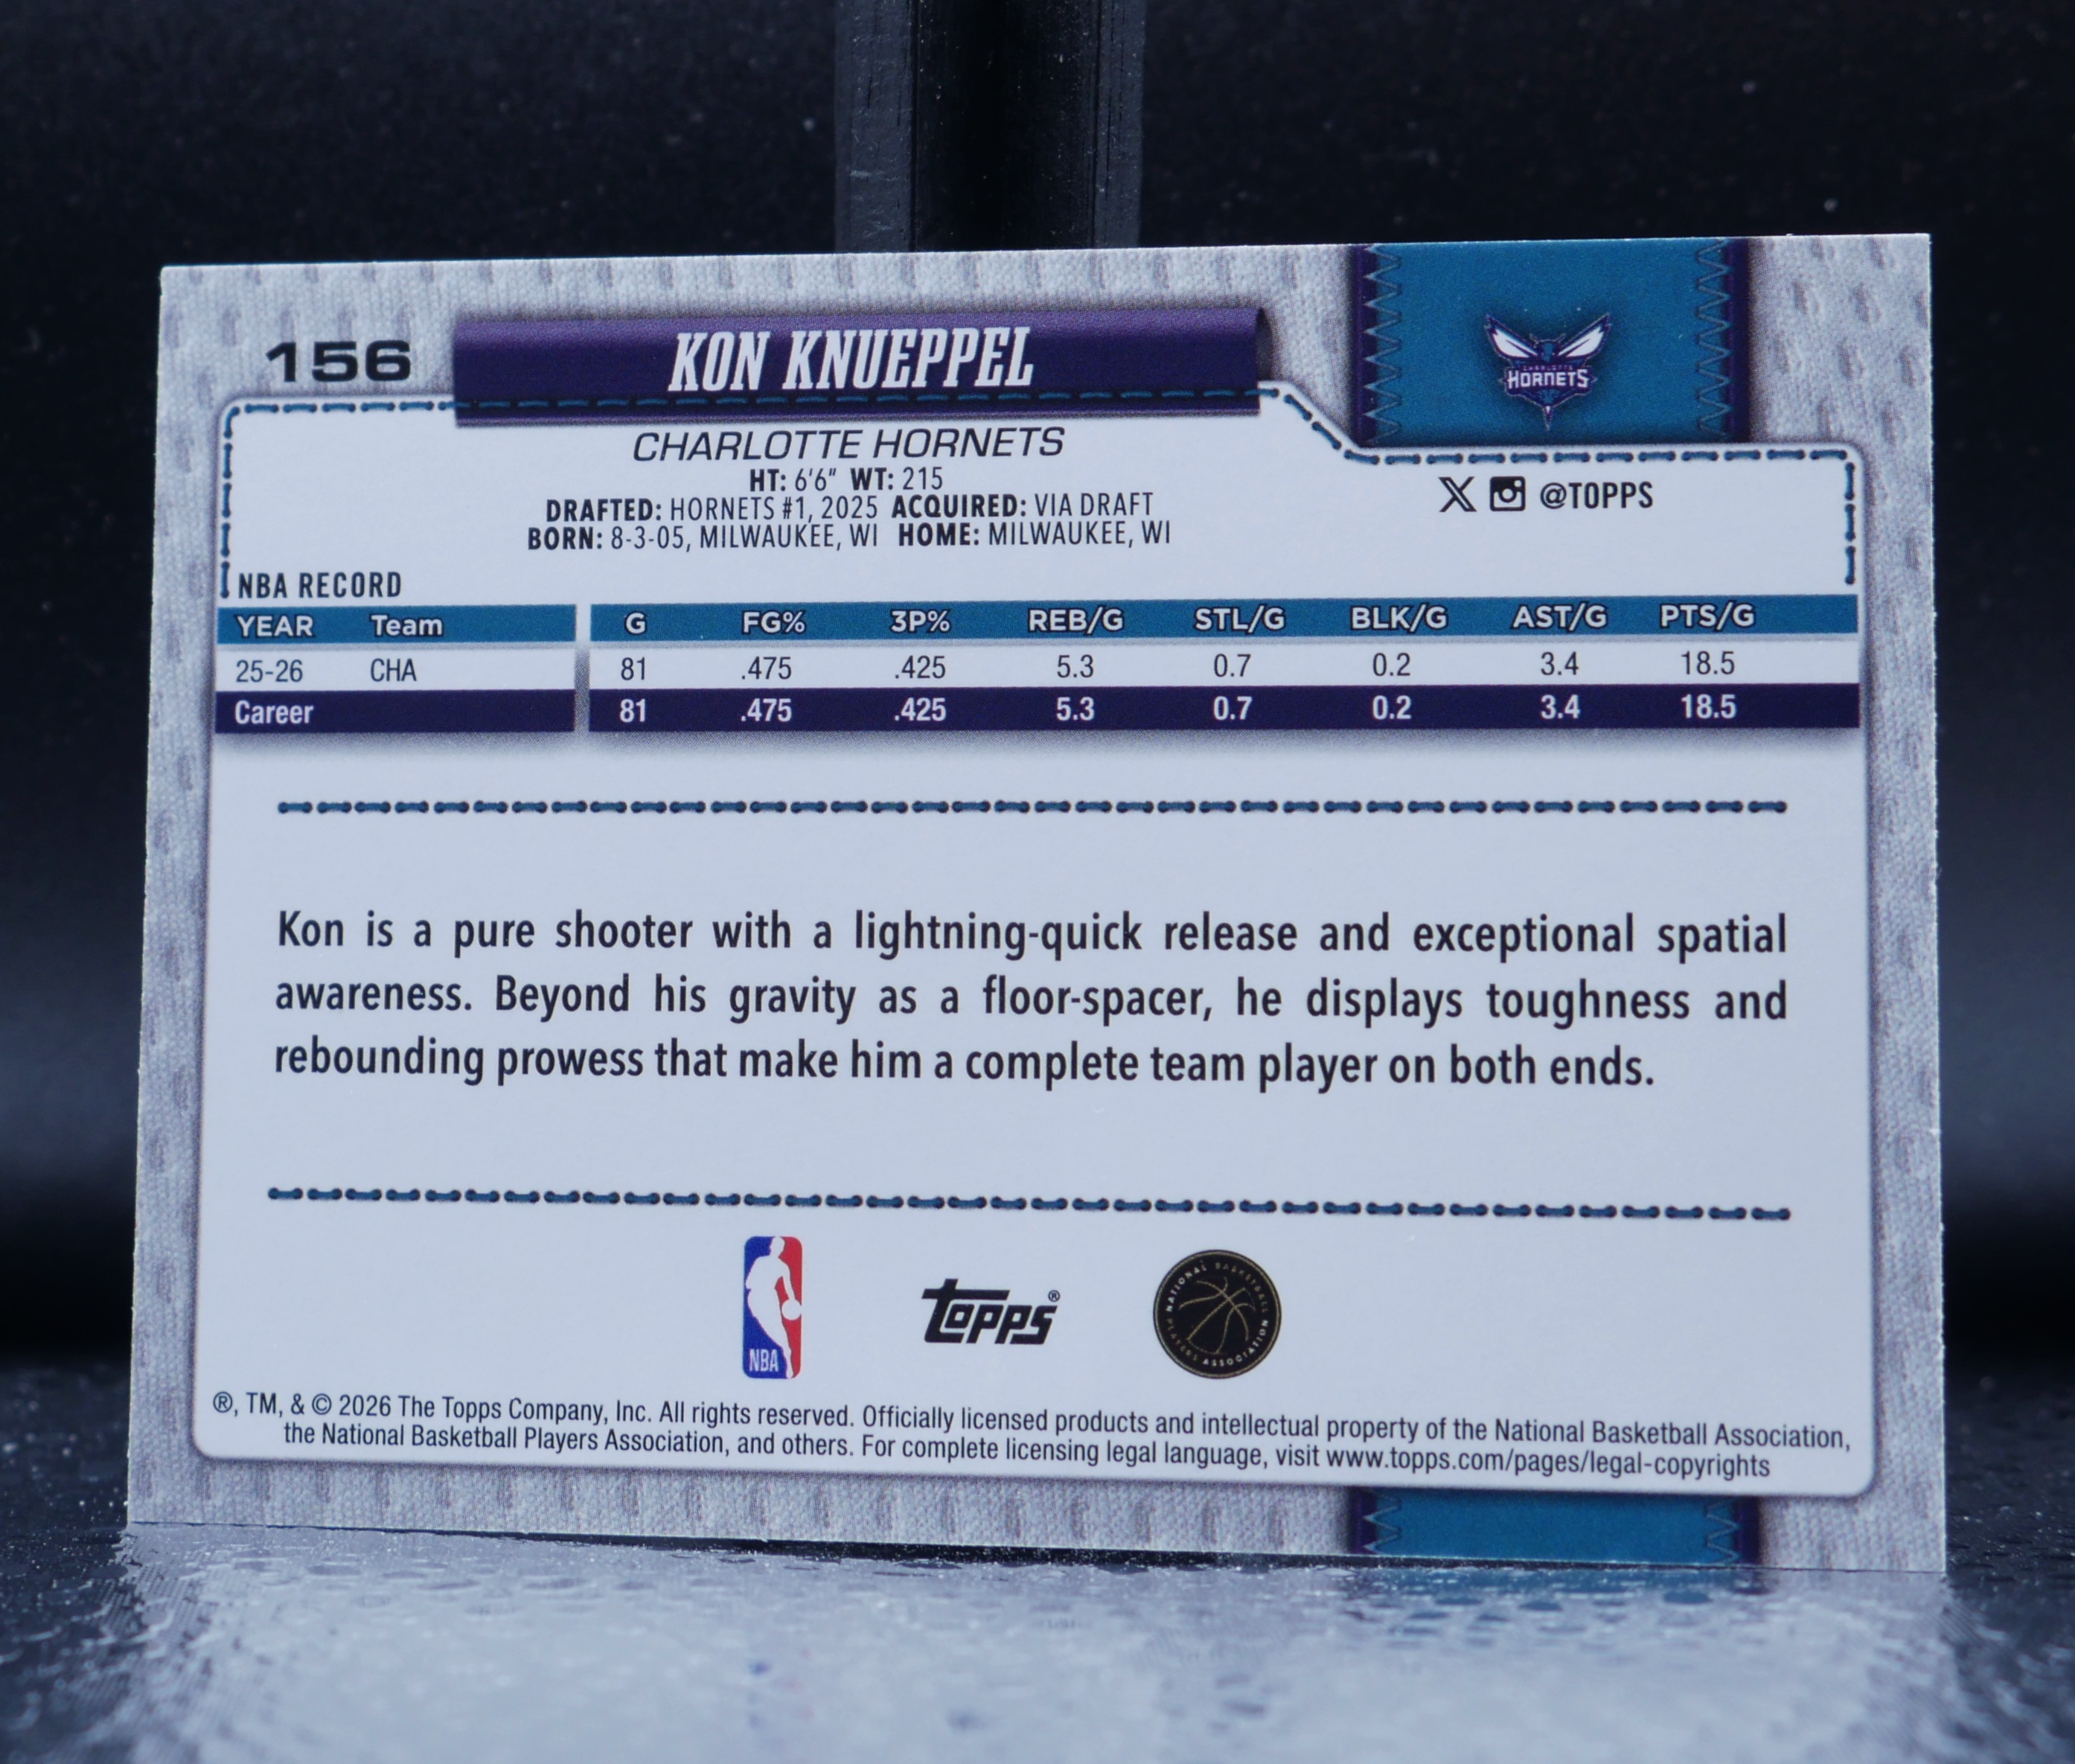 156
KON KNUEPPEL
CHARLOTTE HORNETS
CHARLOTTE HORNETS
HT: 6'6" WT: 215
DRAFTED: HORNETS #1, 2025 ACQUIRED: VIA DRAFT
BORN: 8-3-05, MILWAUKEE, WI HOME: MILWAUKEE, WI
@TOPPS
NBA RECORD
YEAR Team G FG% 3P% REB/G STL/G BLK/G AST/G PTS/G
25-26 CHA 81 .475 .425 5.3 0.7 0.2 3.4 18.5
Career 81 .475 .425 5.3 0.7 0.2 3.4 18.5
Kon is a pure shooter with a lightning-quick release and exceptional spatial
awareness. Beyond his gravity as a floor-spacer, he displays toughness and
rebounding prowess that make him a complete team player on both ends.
NBA
Topps®
NATIONAL BASKETBALL PLAYERS ASSOCIATION
®, TM, & © 2026 The Topps Company, Inc. All rights reserved. Officially licensed products and intellectual property of the National Basketball Association,
the National Basketball Players Association, and others. For complete licensing legal language, visit www.topps.com/pages/legal-copyrights